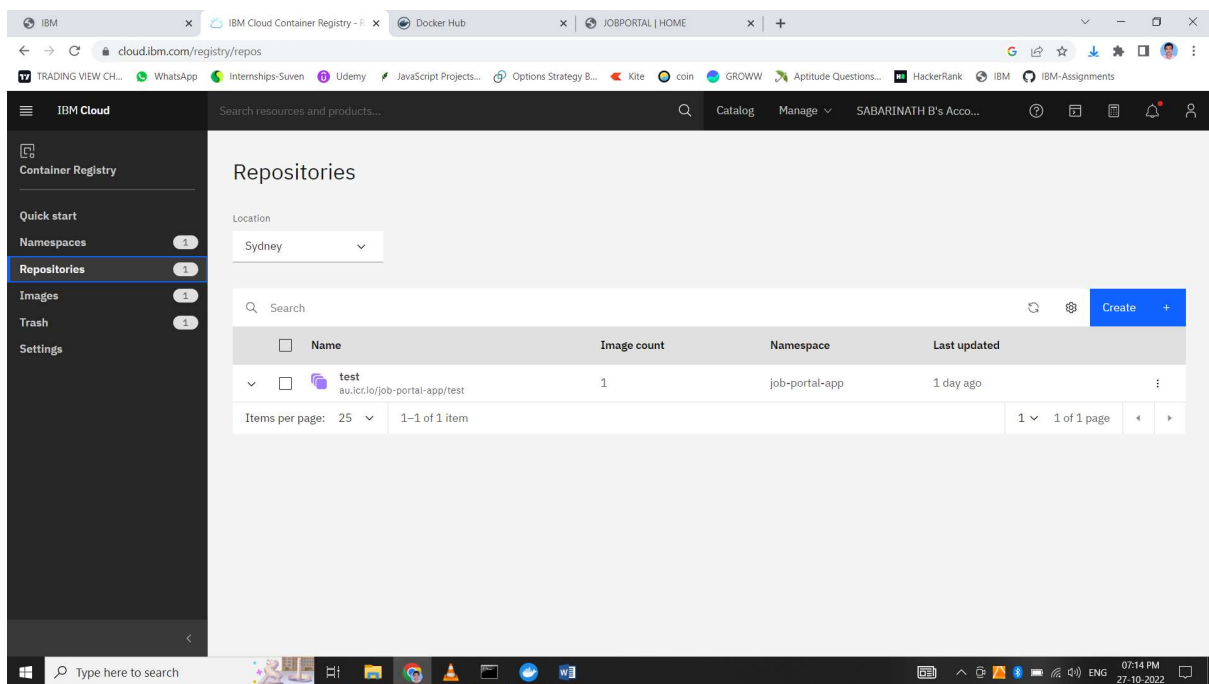 IBM
IBM Cloud Container Registry - R
Docker Hub
JOBPORTAL | HOME
cloud.ibm.com/registry/repos
TRADING VIEW CH...
WhatsApp
Internships-Suven
Udemy
JavaScript Projects...
Options Strategy B...
Kite
coin
GROWW
Aptitude Questions...
HackerRank
IBM
IBM-Assignments
IBM Cloud
Search resources and products...
Catalog
Manage
SABARINATH B's Acco...
Container Registry
Quick start
Namespaces 1
Repositories 1
Images 1
Trash 1
Settings
Repositories
Location
Sydney
Search
Create +
Name Image count Namespace Last updated
test
au.icr.io/job-portal-app/test
1 job-portal-app 1 day ago
Items per page: 25 1–1 of 1 item 1 1 of 1 page
Type here to search
ENG
07:14 PM
27-10-2022